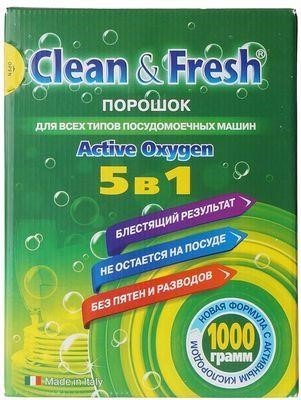 OPEN
Clean & Fresh®
ПОРОШОК
ДЛЯ ВСЕХ ТИПОВ ПОСУДОМОЕЧНЫХ МАШИН
Active Oxygen
5 в 1
БЛЕСТЯЩИЙ РЕЗУЛЬТАТ
НЕ ОСТАЕТСЯ НА ПОСУДЕ
БЕЗ ПЯТЕН И РАЗВОДОВ
НОВАЯ ФОРМУЛА С АКТИВНЫМ КИСЛОРОДОМ
1000
ГРАММ
Made in Italy